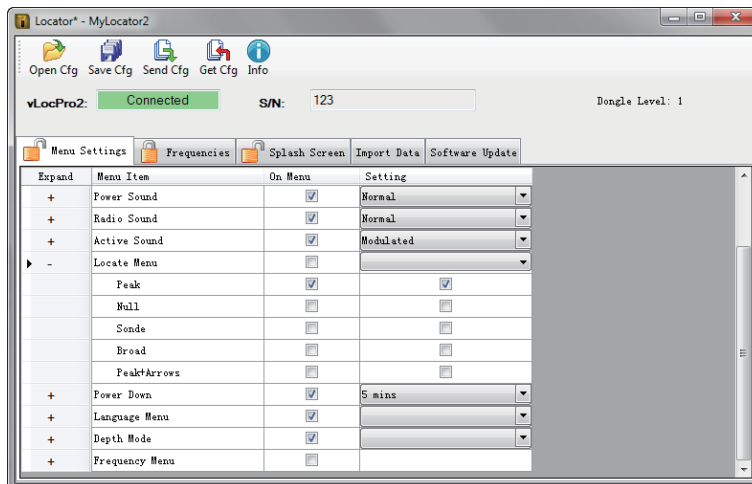 Locator* - MyLocator2
Open Cfg Save Cfg Send Cfg Get Cfg Info
vLocPro2: Connected S/N: 123 Dongle Level: 1
Menu Settings Frequencies Splash Screen Import Data Software Update
Expand Menu Item On Menu Setting
+ Power Sound Normal
+ Radio Sound Normal
+ Active Sound Modulated
- Locate Menu
Peak
Null
Sonde
Broad
Peak+Arrows
+ Power Down 5 mins
+ Language Menu
+ Depth Mode
+ Frequency Menu